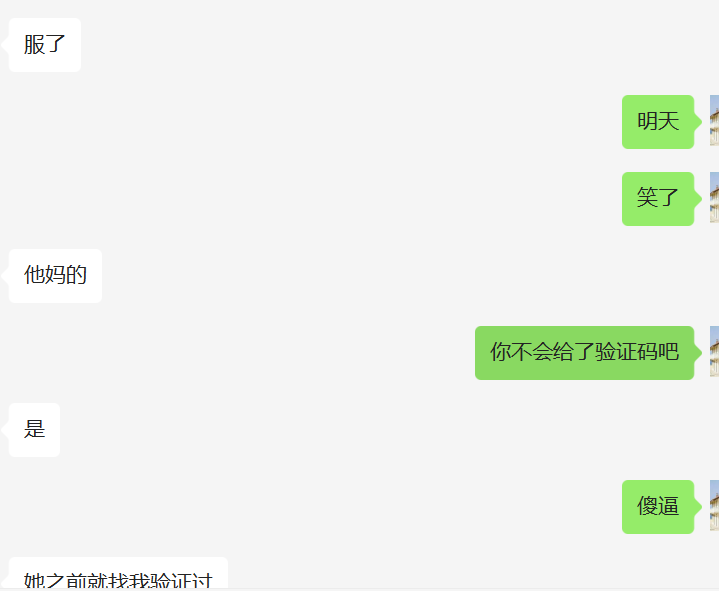 服了
明天
笑了
他妈的
你不会给了验证码吧
是
傻逼
她之前就找我验证过